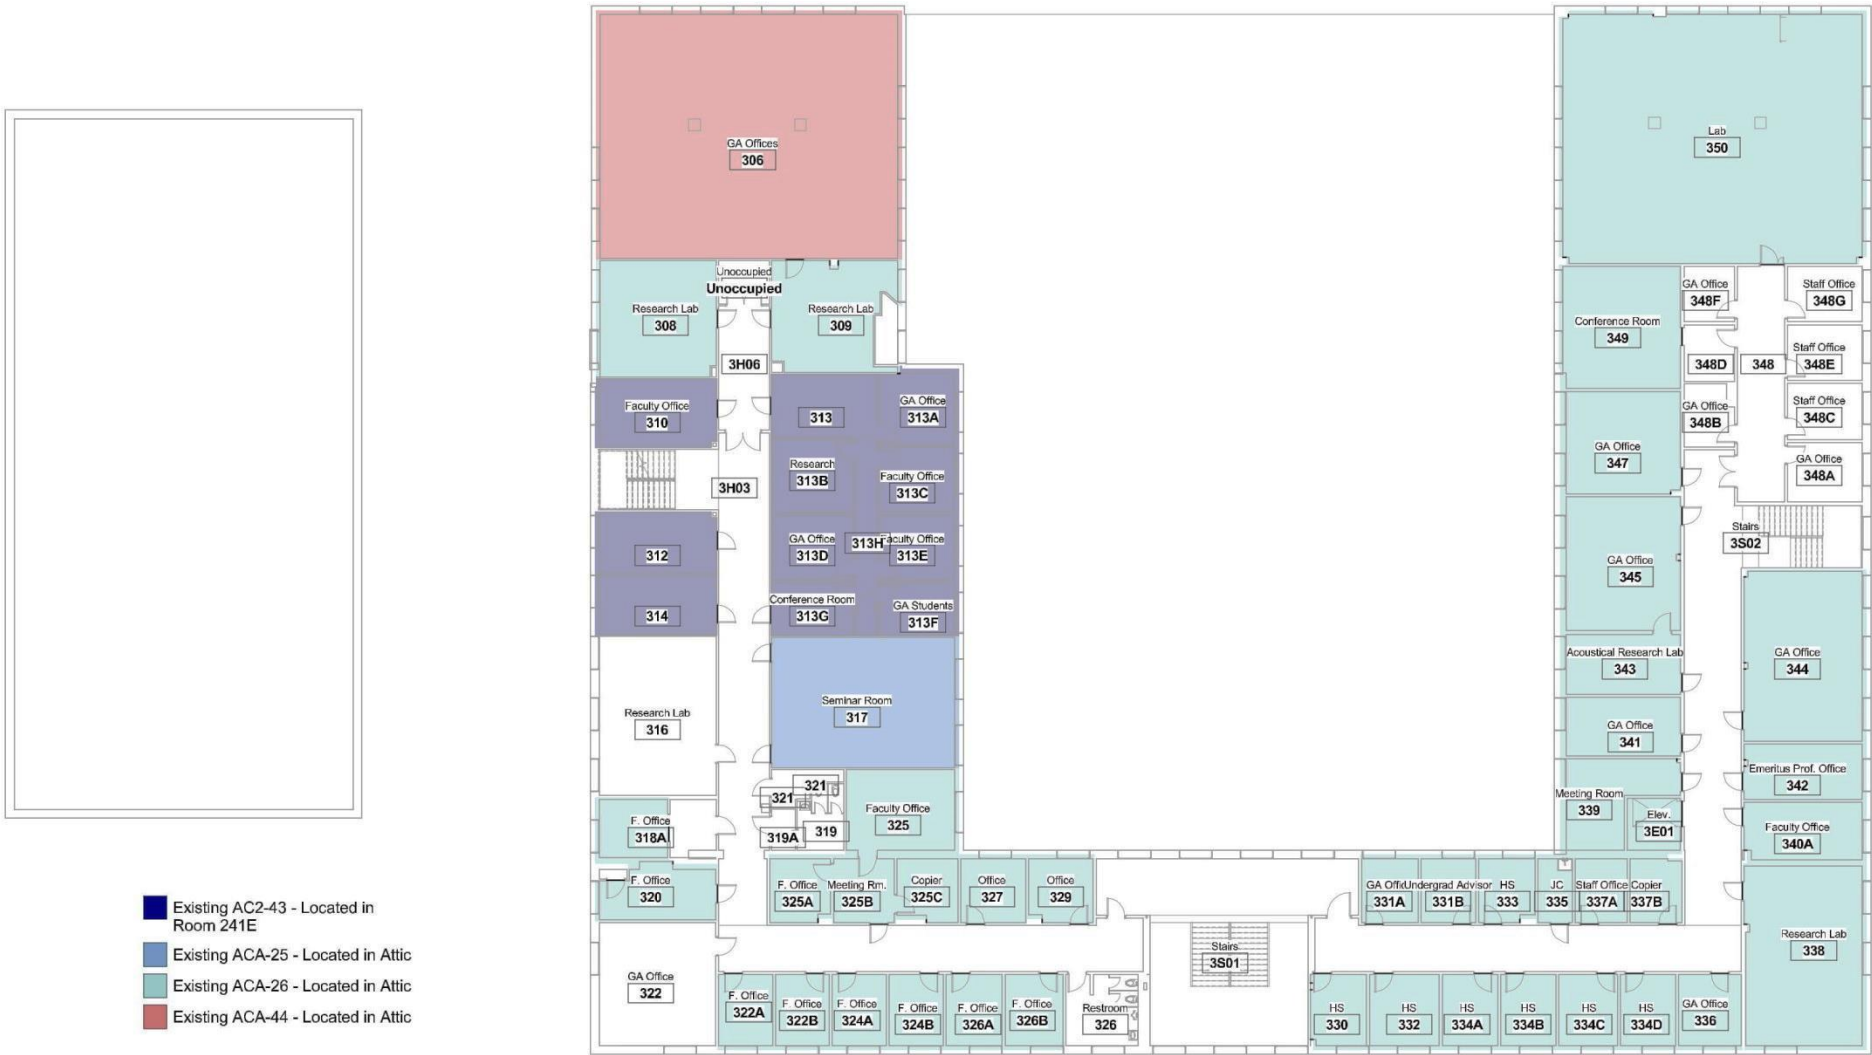 GA Offices
306
Lab
350
Unoccupied
Unoccupied
Research Lab
308
Research Lab
309
3H06
Faculty Office
310
313
GA Office
313A
Research
313B
Faculty Office
313C
3H03
312
GA Office
313D
313H
Faculty Office
313E
314
Conference Room
313G
GA Students
313F
Research Lab
316
Seminar Room
317
321
321
319A
319
Faculty Office
325
F. Office
318A
F. Office
320
F. Office
325A
Meeting Rm.
325B
Copier
325C
Office
327
Office
329
GA Office
322
F. Office
322A
F. Office
322B
F. Office
324A
F. Office
324B
F. Office
326A
F. Office
326B
Restroom
326
Stairs
3S01
Conference Room
349
GA Office
348F
Staff Office
348G
348D
348
Staff Office
348E
GA Office
348B
Staff Office
348C
GA Office
347
GA Office
348A
Stairs
3S02
GA Office
345
Acoustical Research Lab
343
GA Office
344
GA Office
341
Emeritus Prof. Office
342
Meeting Room
339
Elev.
3E01
Faculty Office
340A
GA Offi
331A
Undergrad Advisor
331B
HS
333
JC
335
Staff Office
337A
Copier
337B
Research Lab
338
HS
330
HS
332
HS
334A
HS
334B
HS
334C
HS
334D
GA Office
336
Existing AC2-43 - Located in
Room 241E
Existing ACA-25 - Located in Attic
Existing ACA-26 - Located in Attic
Existing ACA-44 - Located in Attic